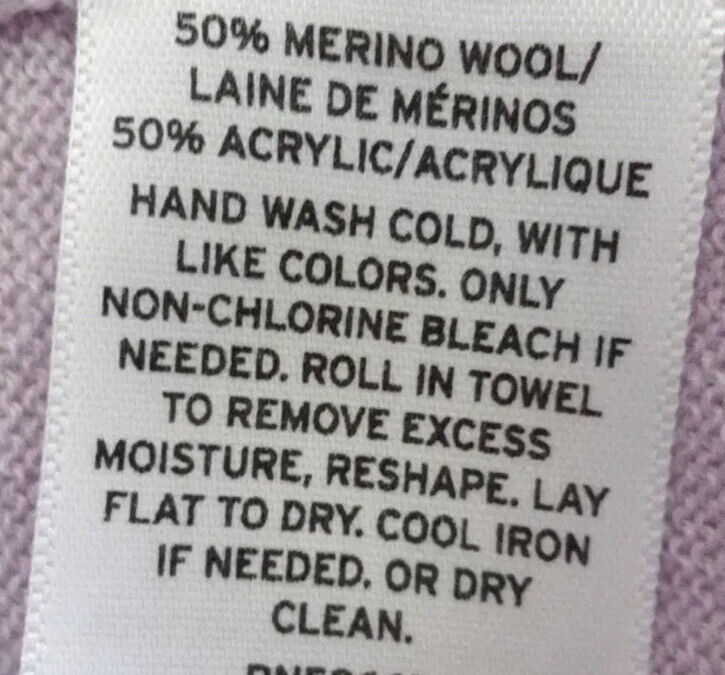 50% MERINO WOOL/
LAINE DE MÉRINOS
50% ACRYLIC/ACRYLIQUE
HAND WASH COLD, WITH
LIKE COLORS. ONLY
NON-CHLORINE BLEACH IF
NEEDED. ROLL IN TOWEL
TO REMOVE EXCESS
MOISTURE, RESHAPE. LAY
FLAT TO DRY. COOL IRON
IF NEEDED. OR DRY
CLEAN.